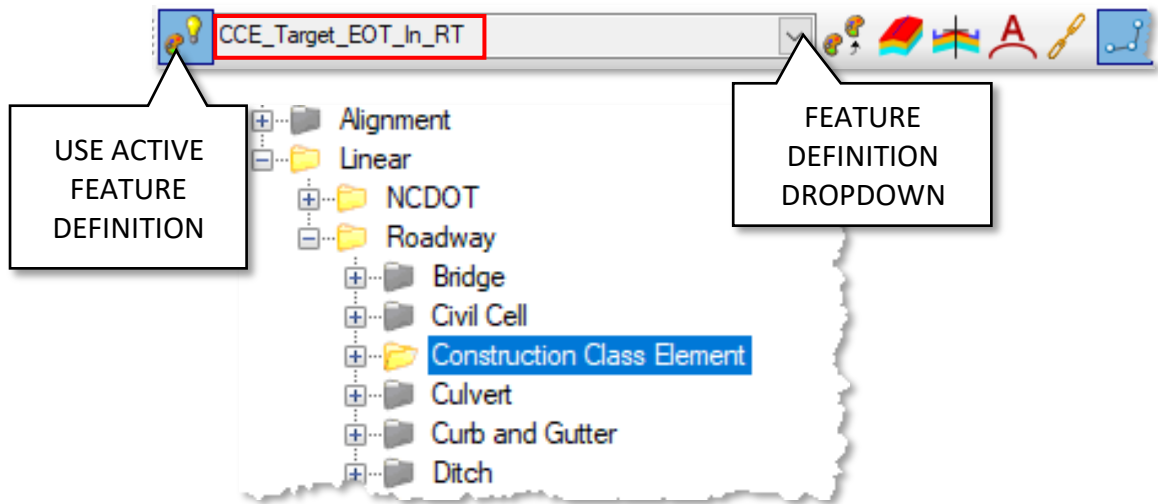 CCE_Target_EOT_In_RT
USE ACTIVE
FEATURE
DEFINITION
FEATURE
DEFINITION
DROPDOWN
Alignment
Linear
NCDOT
Roadway
Bridge
Civil Cell
Construction Class Element
Culvert
Curb and Gutter
Ditch